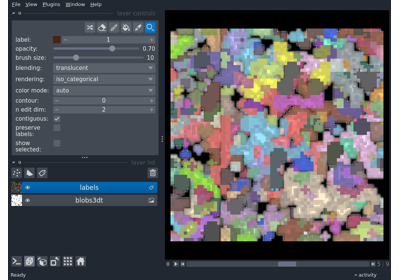 File View Plugins Window Help
layer controls
label: 1
opacity: 0.70
brush size: 10
blending: translucent
rendering: iso_categorical
color mode: auto
contour: 0
n edit dim: 2
contiguous:
preserve
labels:
show
selected:
layer list
labels
blobs3dt
Ready
activity